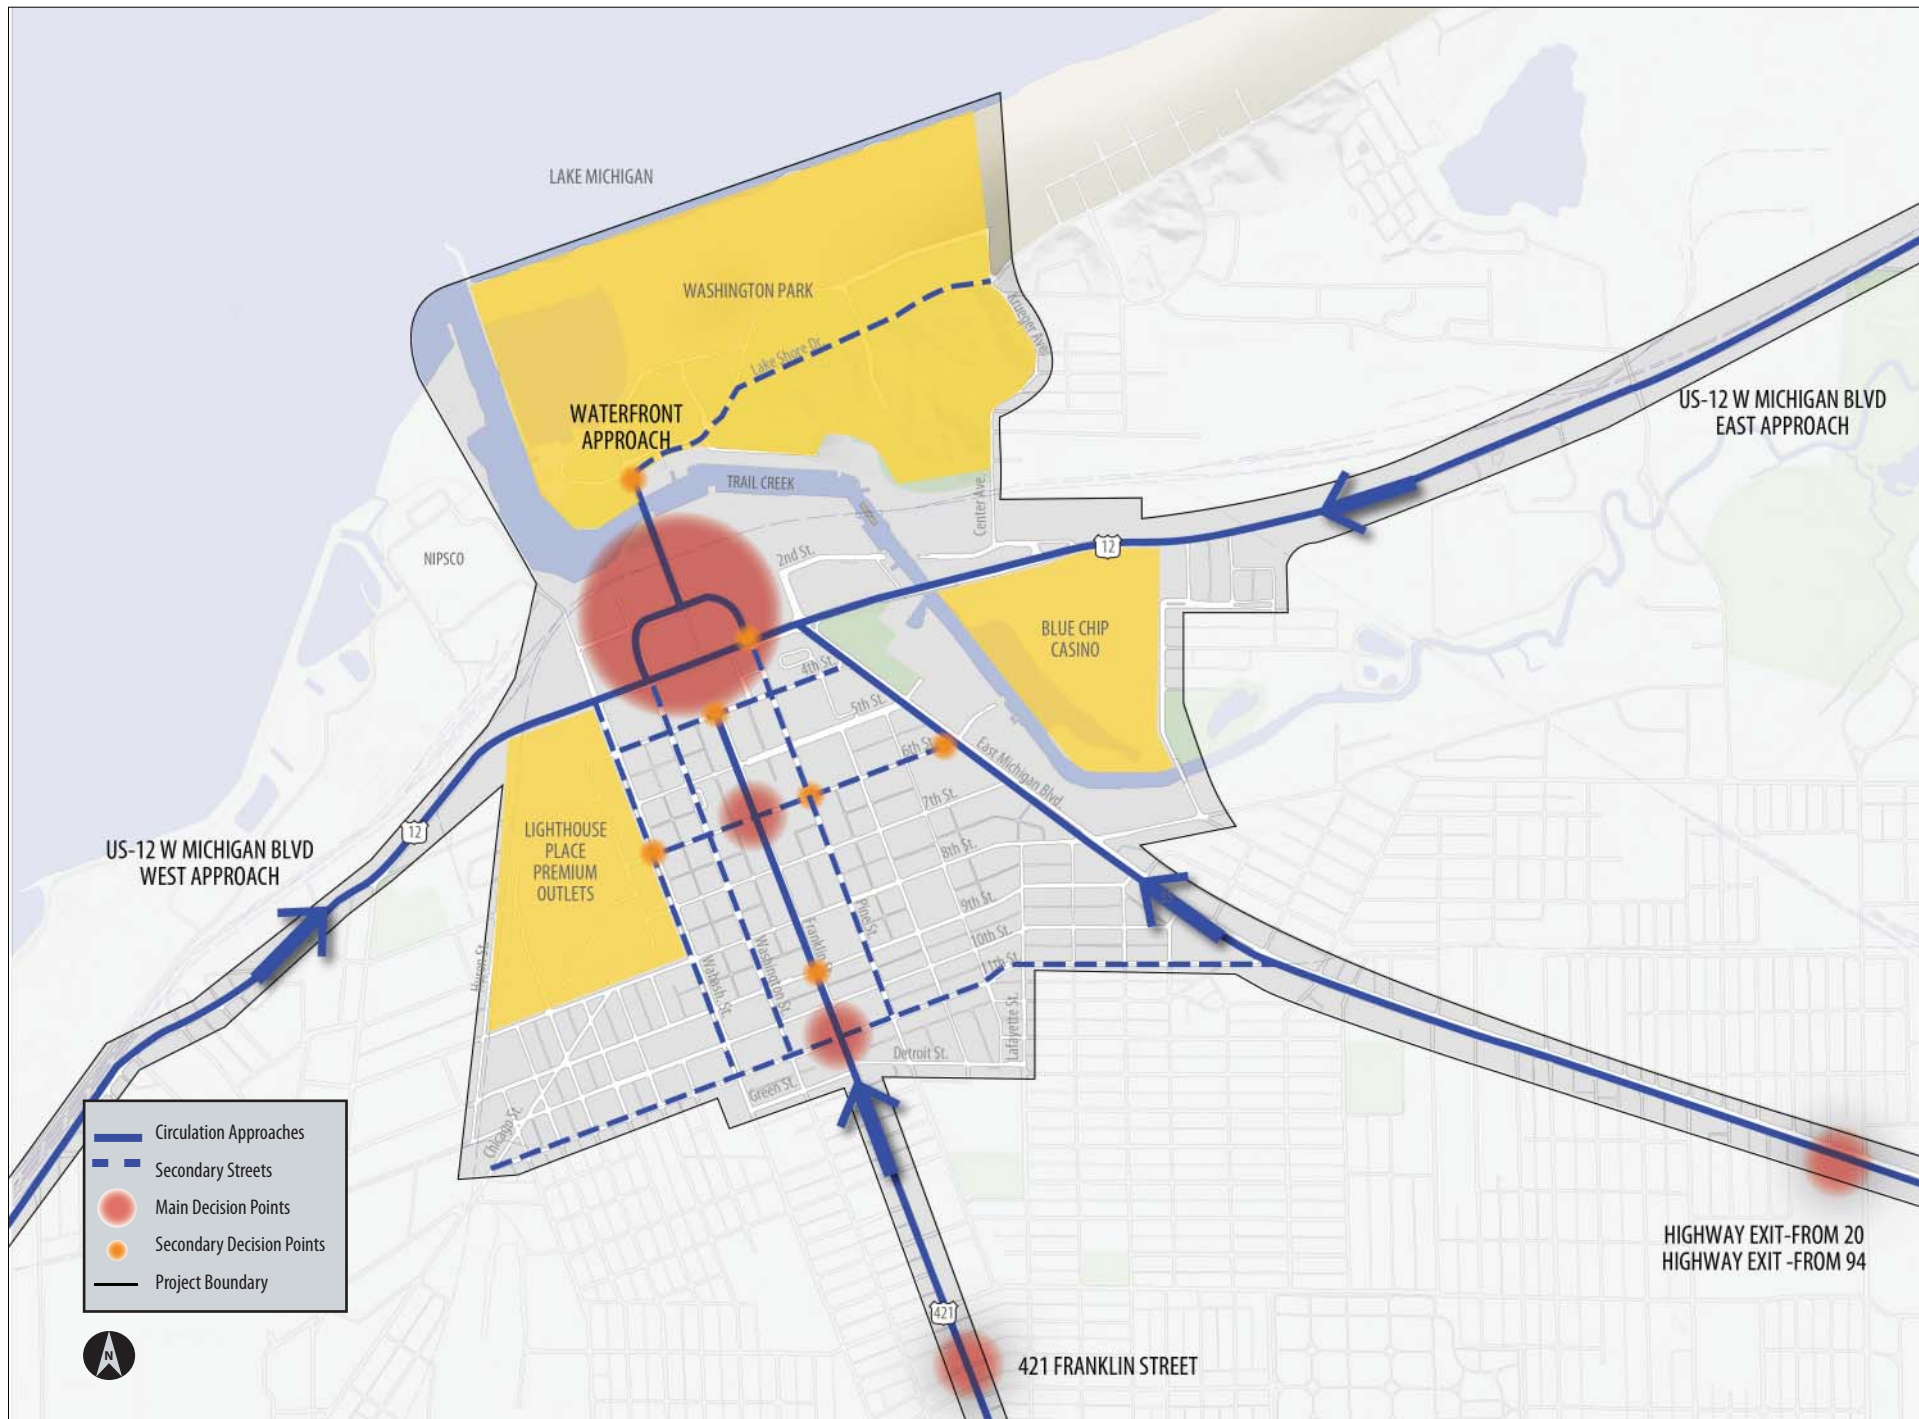 LAKE MICHIGAN
WASHINGTON PARK
Krueger Ave.
Lake Shore Dr.
US-12 W MICHIGAN BLVD
EAST APPROACH
WATERFRONT
APPROACH
TRAIL CREEK
Center Ave.
NIPSCO
2nd St.
12
BLUE CHIP
CASINO
4th St.
5th St.
6th St.
East Michigan Blvd.
7th St.
12
LIGHTHOUSE
PLACE
PREMIUM
OUTLETS
US-12 W MICHIGAN BLVD
WEST APPROACH
8th St.
9th St.
10th St.
11th St.
Huron St.
Wabash St.
Washington St.
Franklin St.
Pine St.
Lafayette St.
Detroit St.
Green St.
Chicago St.
Circulation Approaches
Secondary Streets
Main Decision Points
Secondary Decision Points
Project Boundary
N
HIGHWAY EXIT-FROM 20
HIGHWAY EXIT -FROM 94
421
421 FRANKLIN STREET